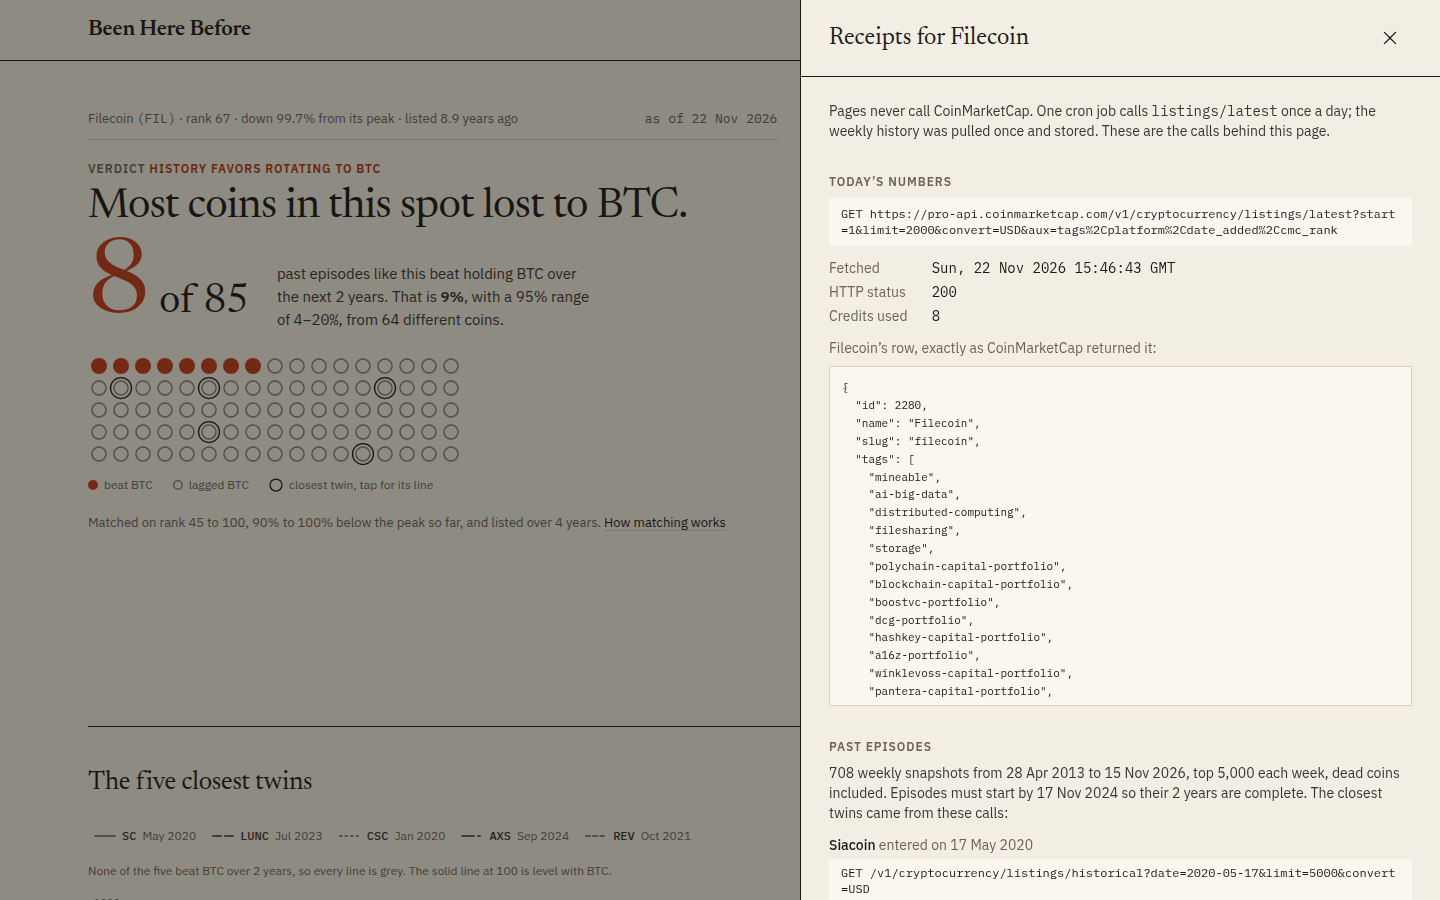 Been Here Before
Filecoin (FIL) · rank 67 · down 99.7% from its peak · listed 8.9 years ago
as of 22 Nov 2026
VERDICT HISTORY FAVORS ROTATING TO BTC
Most coins in this spot lost to BTC.
8 of 85
past episodes like this beat holding BTC over
the next 2 years. That is 9%, with a 95% range
of 4–20%, from 64 different coins.
beat BTC
lagged BTC
closest twin, tap for its line
Matched on rank 45 to 100, 90% to 100% below the peak so far, and listed over 4 years. How matching works
The five closest twins
SC May 2020
LUNC Jul 2023
CSC Jan 2020
AXS Sep 2024
REV Oct 2021
None of the five beat BTC over 2 years, so every line is grey. The solid line at 100 is level with BTC.
Receipts for Filecoin
Pages never call CoinMarketCap. One cron job calls listings/latest once a day; the
weekly history was pulled once and stored. These are the calls behind this page.
TODAY'S NUMBERS
GET https://pro-api.coinmarketcap.com/v1/cryptocurrency/listings/latest?start
=1&limit=2000&convert=USD&aux=tags%2Cplatform%2Cdate_added%2Ccmc_rank
Fetched Sun, 22 Nov 2026 15:46:43 GMT
HTTP status 200
Credits used 8
Filecoin's row, exactly as CoinMarketCap returned it:
{
"id": 2280,
"name": "Filecoin",
"slug": "filecoin",
"tags": [
"mineable",
"ai-big-data",
"distributed-computing",
"filesharing",
"storage",
"polychain-capital-portfolio",
"blockchain-capital-portfolio",
"boostvc-portfolio",
"dcg-portfolio",
"hashkey-capital-portfolio",
"a16z-portfolio",
"winklevoss-capital-portfolio",
"pantera-capital-portfolio",
PAST EPISODES
708 weekly snapshots from 28 Apr 2013 to 15 Nov 2026, top 5,000 each week, dead coins
included. Episodes must start by 17 Nov 2024 so their 2 years are complete. The closest
twins came from these calls:
Siacoin entered on 17 May 2020
GET /v1/cryptocurrency/listings/historical?date=2020-05-17&limit=5000&convert
=USD